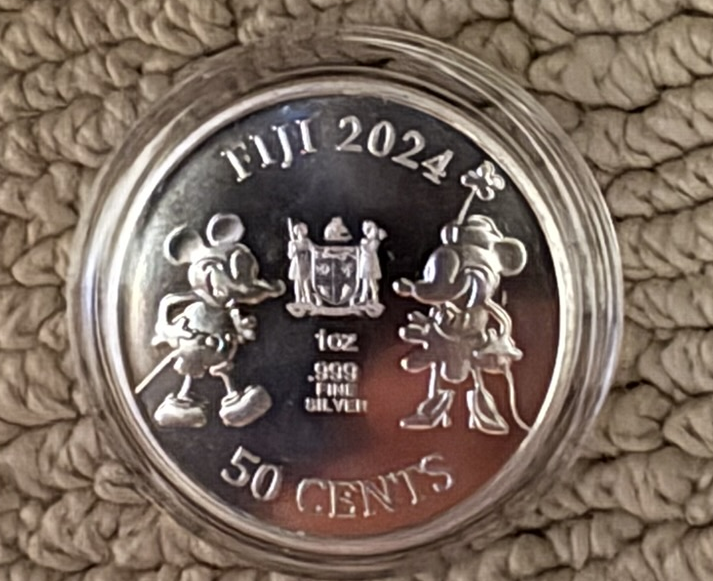 FIJI 2024
1oz
.999
FINE
SILVER
50 CENTS